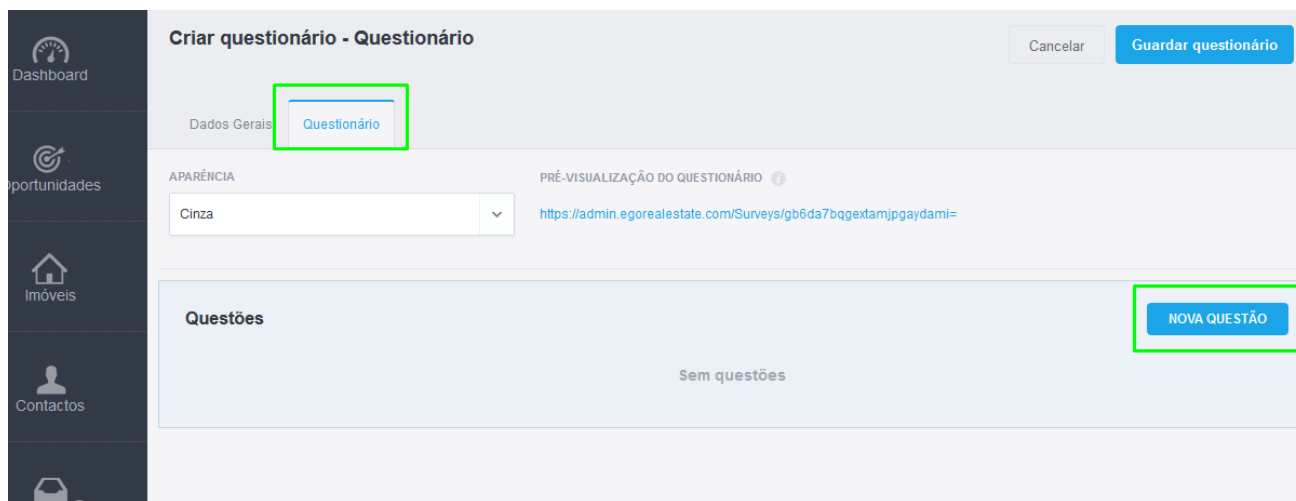 Criar questionário - Questionário
Cancelar
Guardar questionário
Dashboard
Dados Gerais
Questionário
Oportunidades
APARÊNCIA
PRÉ-VISUALIZAÇÃO DO QUESTIONÁRIO
Cinza
https://admin.egorealestate.com/Surveys/gb6da7bqgextamjpgaydami=
Imóveis
Questões
NOVA QUESTÃO
Sem questões
Contactos